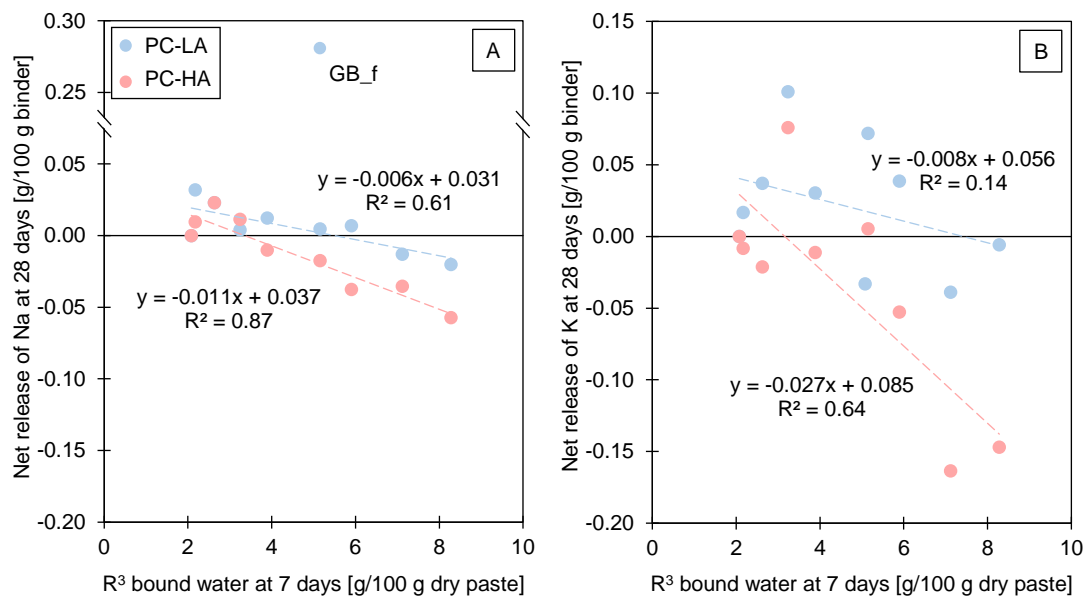 0.30
PC-LA
A
PC-HA
GB_f
0.25
0.05
y = -0.006x + 0.031
R² = 0.61
0.00
y = -0.011x + 0.037
R² = 0.87
-0.05
-0.10
-0.15
-0.20
0 2 4 6 8 10
Net release of Na at 28 days [g/100 g binder]
R³ bound water at 7 days [g/100 g dry paste]
0.15
B
0.10
y = -0.008x + 0.056
R² = 0.14
0.05
0.00
-0.05
-0.10
y = -0.027x + 0.085
R² = 0.64
-0.15
-0.20
0 2 4 6 8 10
Net release of K at 28 days [g/100 g binder]
R³ bound water at 7 days [g/100 g dry paste]